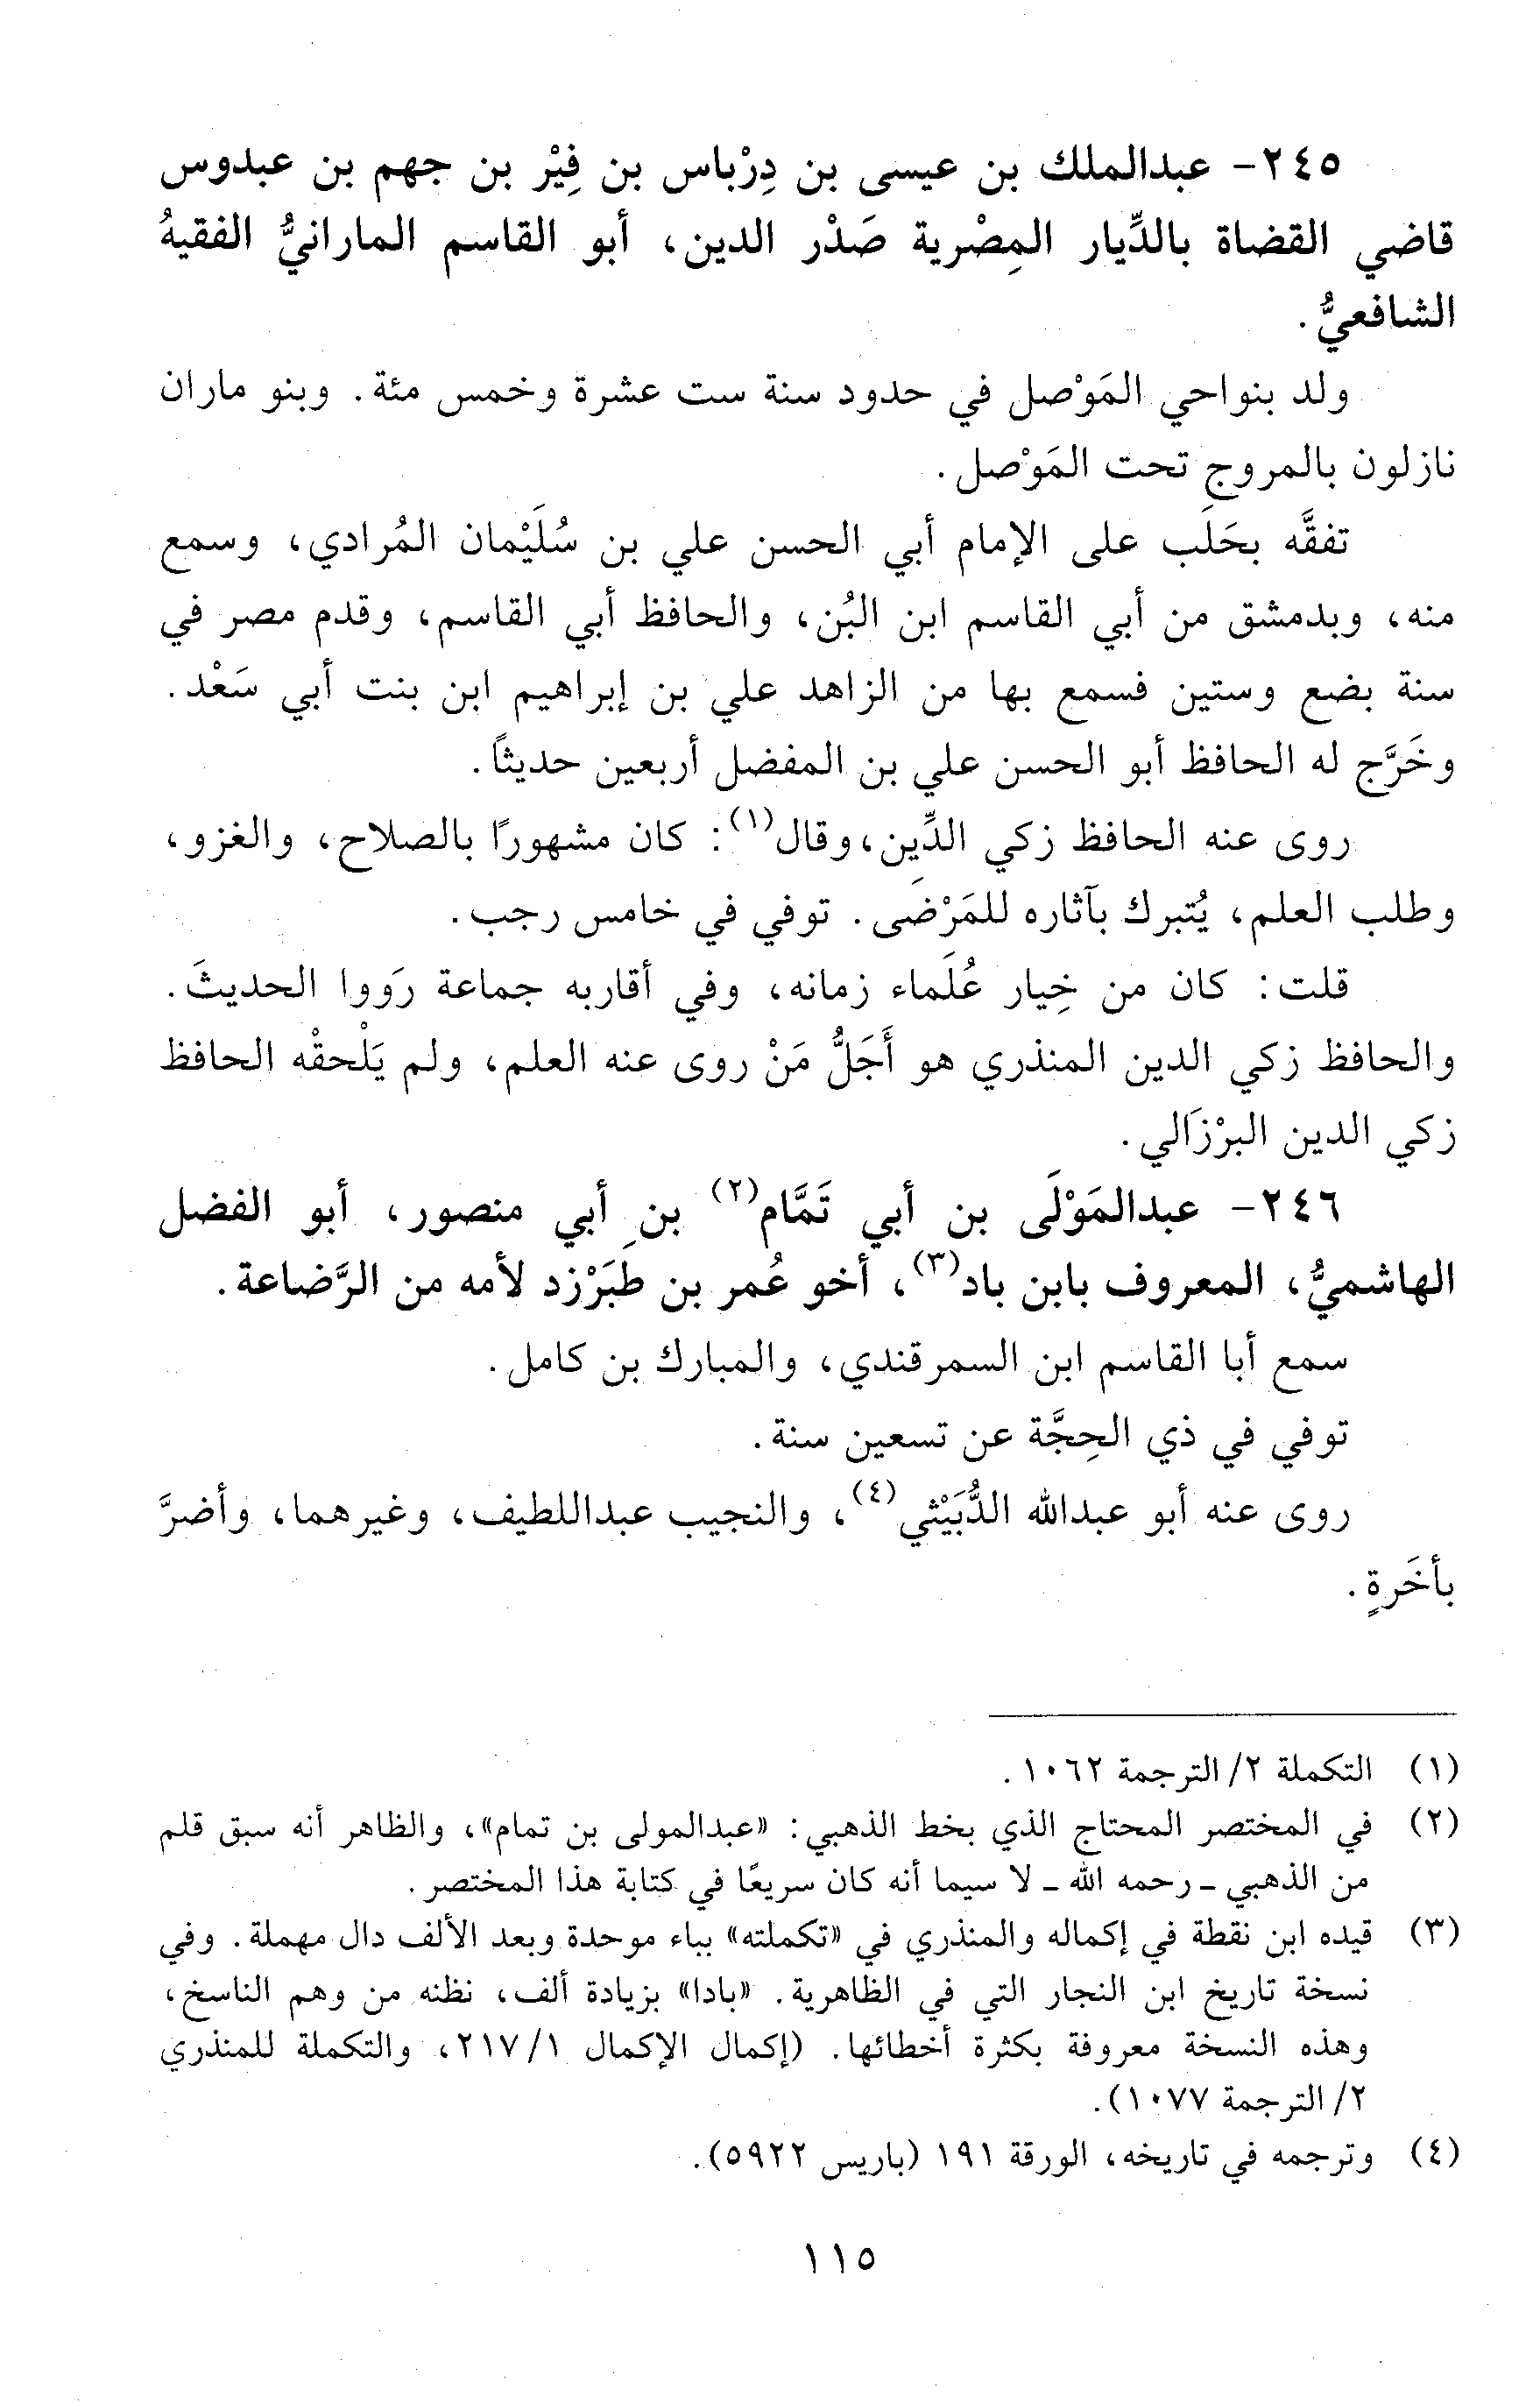 ٢٤٥- عبدالملك بن عيسى بن دِرْباس بن فِيْر بن جهم بن عبدوس
قاضي القضاة بالدِّيار المِصْرية صَدْر الدين، أبو القاسم المارانيُّ الفقيهُ
الشافعيُّ.
ولد بنواحي المَوْصل في حدود سنة ست عشرة وخمس مئة. وبنو ماران
نازلون بالمروج تحت المَوْصل.
تفقَّه بحَلَب على الإمام أبي الحسن علي بن سُلَيْمان المُرادي، وسمع
منه، وبدمشق من أبي القاسم ابن البُن، والحافظ أبي القاسم، وقدم مصر في
سنة بضع وستين فسمع بها من الزاهد علي بن إبراهيم ابن بنت أبي سَعْد.
وخَرَّج له الحافظ أبو الحسن علي بن المفضل أربعين حديثاً.
روى عنه الحافظ زكي الدِّين، وقال(١): كان مشهورًا بالصلاح، والغزو،
وطلب العلم، يُتبرك بآثاره للمَرْضَى. توفي في خامس رجب.
قلت: كان من خِيار عُلَماء زمانه، وفي أقاربه جماعة رَووا الحديثَ.
والحافظ زكي الدين المنذري هو أَجَلُّ مَنْ روى عنه العلم، ولم يَلْحقْه الحافظ
زكي الدين البرْزَالي.
٢٤٦- عبدالمَوْلَى بن أبي تَمَّام(٢) بن أبي منصور، أبو الفضل
الهاشميُّ، المعروف بابن باد(٣)، أخو عُمر بن طبَرْزد لأمه من الرَّضاعة.
سمع أبا القاسم ابن السمرقندي، والمبارك بن كامل.
توفي في ذي الحِجَّة عن تسعين سنة.
روى عنه أبو عبدالله الدُّبَيْثي(٤)، والنجيب عبداللطيف، وغيرهما، وأضرَّ
بأخَرةٍ.
(١) التكملة ٢/ الترجمة ١٠٦٢.
(٢) في المختصر المحتاج الذي بخط الذهبي: «عبدالمولى بن تمام»، والظاهر أنه سبق قلم
من الذهبي ـ رحمه الله ـ لا سيما أنه كان سريعًا في كتابة هذا المختصر.
(٣) قيده ابن نقطة في إكماله والمنذري في «تكملته» بباء موحدة وبعد الألف دال مهملة. وفي
نسخة تاريخ ابن النجار التي في الظاهرية. «بادا» بزيادة ألف، نظنه من وهم الناسخ،
وهذه النسخة معروفة بكثرة أخطائها. (إكمال الإكمال ٢١٧/١، والتكملة للمنذري
٢/ الترجمة ١٠٧٧).
(٤) وترجمه في تاريخه، الورقة ١٩١ (باريس ٥٩٢٢).
١١٥